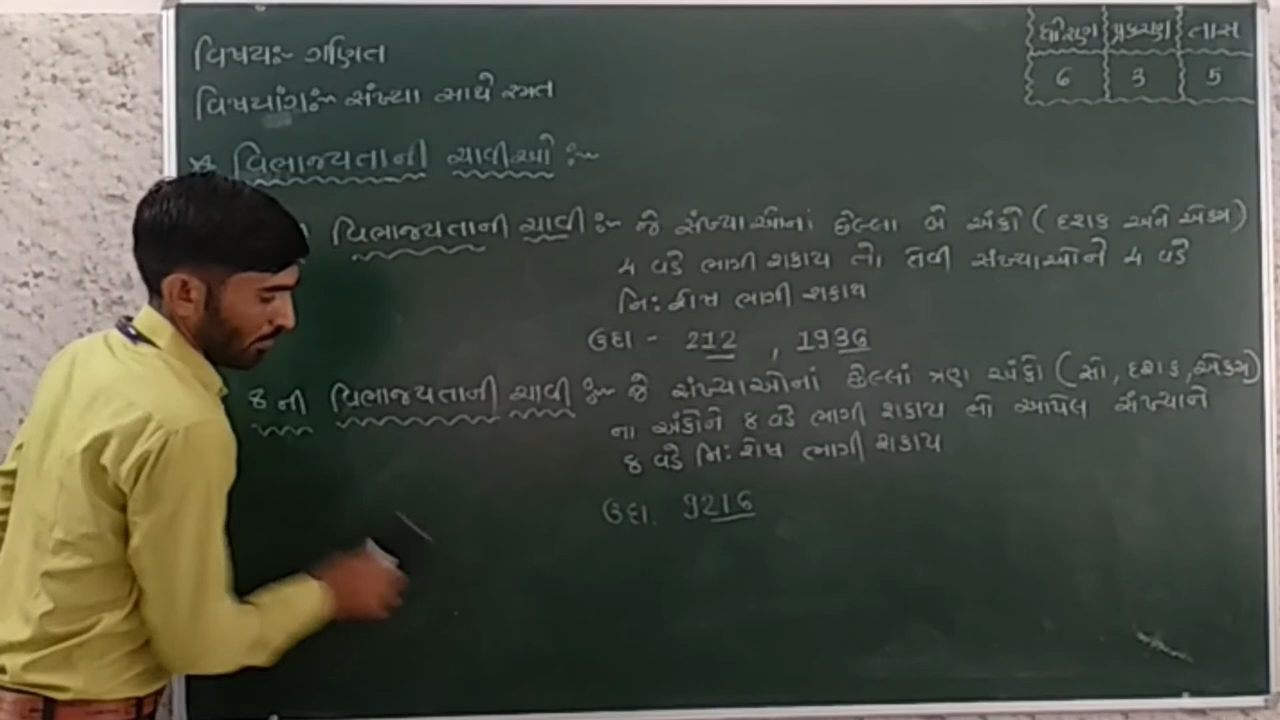 વિષયઃ- ગણિત
વિષયાંગઃ- સંખ્યા સાથે રમત
ધોરણ પ્રકરણ તાસ
6 3 5
* વિભાજ્યતાની ચાવીઓ :-
વિભાજ્યતાની ચાવી :- જે સંખ્યાઓનાં છેલ્લા બે અંકો ( દશક અને એકમ )
4 વડે ભાગી શકાય તો, તેવી સંખ્યાઓને 4 વડે
નિ:શેષ ભાગી શકાય
ઉદા - 212 , 1936
8 ની વિભાજ્યતાની ચાવી :- જે સંખ્યાઓનાં છેલ્લાં ત્રણ અંકો ( સો, દશક, એકમ )
ના અંકોને 8 વડે ભાગી શકાય તો આપેલ સંખ્યાને
8 વડે નિ:શેષ ભાગી શકાય
ઉદા. 9216